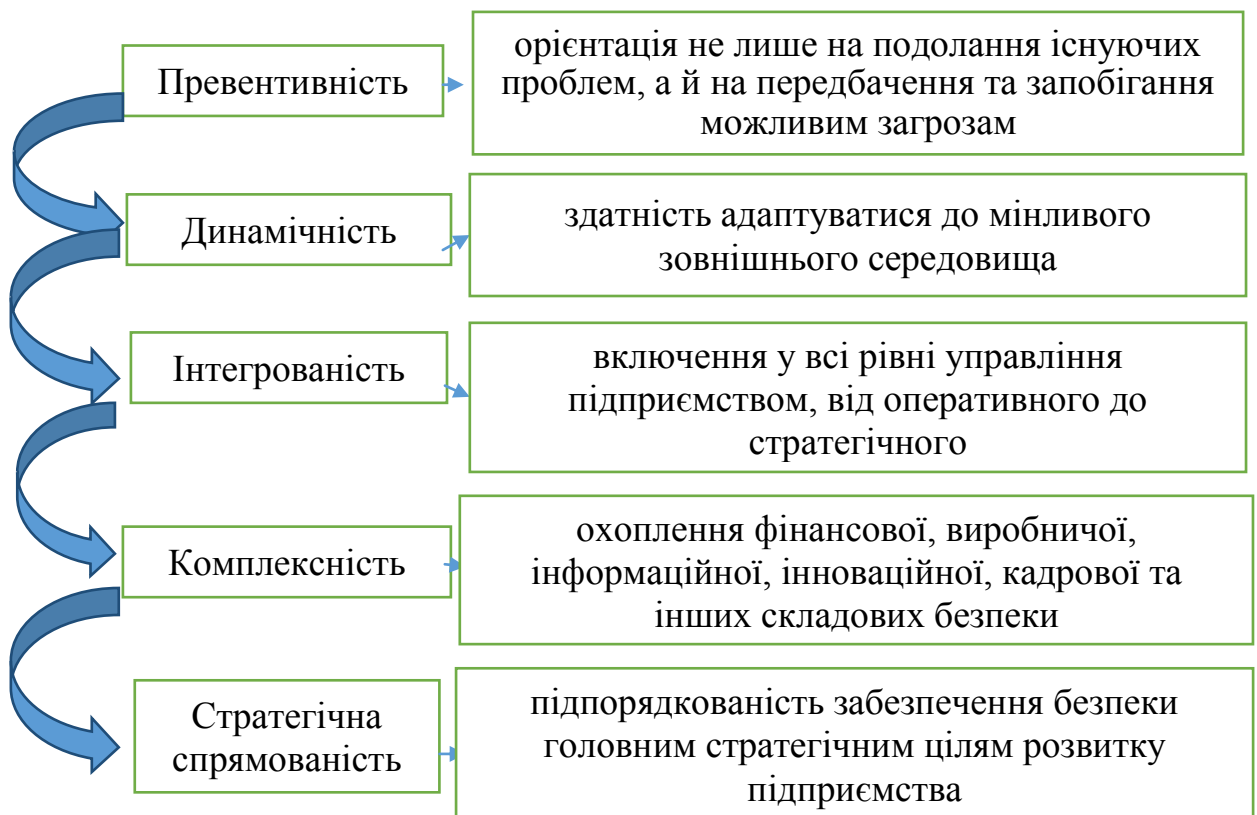 Превентивність
орієнтація не лише на подолання існуючих
проблем, а й на передбачення та запобігання
можливим загрозам
Динамічність
здатність адаптуватися до мінливого
зовнішнього середовища
Інтегрованість
включення у всі рівні управління
підприємством, від оперативного до
стратегічного
Комплексність
охоплення фінансової, виробничої,
інформаційної, інноваційної, кадрової та
інших складових безпеки
Стратегічна
спрямованість
підпорядкованість забезпечення безпеки
головним стратегічним цілям розвитку
підприємства